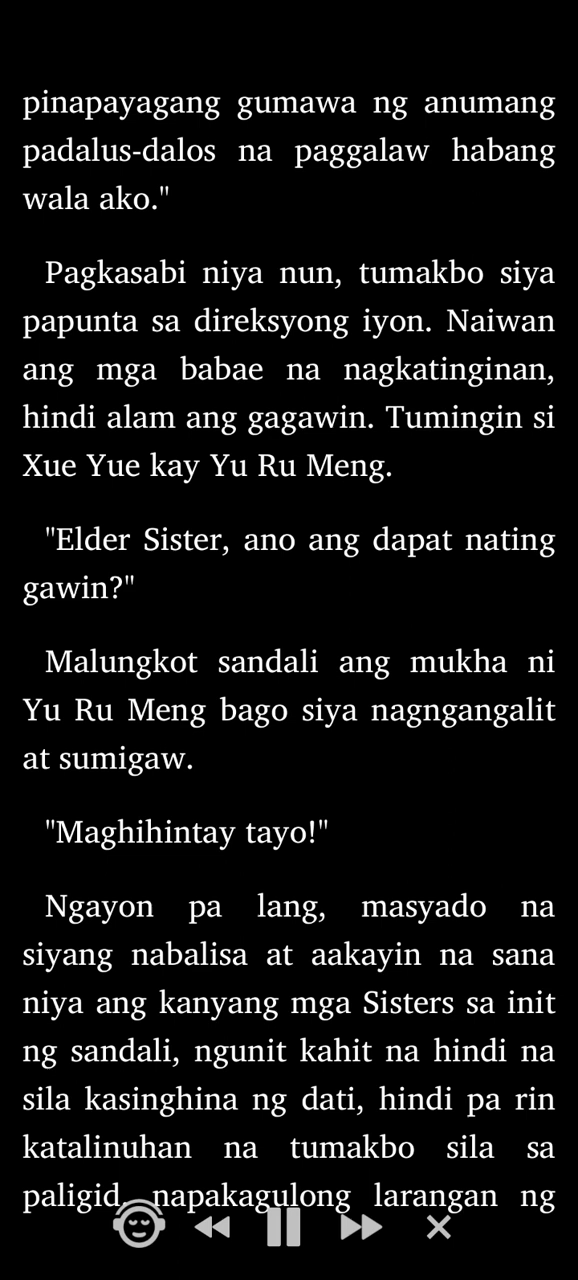 pinapayagang gumawa ng anumang
padalus-dalos na paggalaw habang
wala ako."
Pagkasabi niya nun, tumakbo siya
papunta sa direksyong iyon. Naiwan
ang mga babae na nagkatinginan,
hindi alam ang gagawin. Tumingin si
Xue Yue kay Yu Ru Meng.
"Elder Sister, ano ang dapat nating
gawin?"
Malungkot sandali ang mukha ni
Yu Ru Meng bago siya nagngangalit
at sumigaw.
"Maghihintay tayo!"
Ngayon pa lang, masyado na
siyang nabalisa at aakayin na sana
niya ang kanyang mga Sisters sa init
ng sandali, ngunit kahit na hindi na
sila kasinghina ng dati, hindi pa rin
katalinuhan na tumakbo sila sa
paligid, napakagulong larangan ng